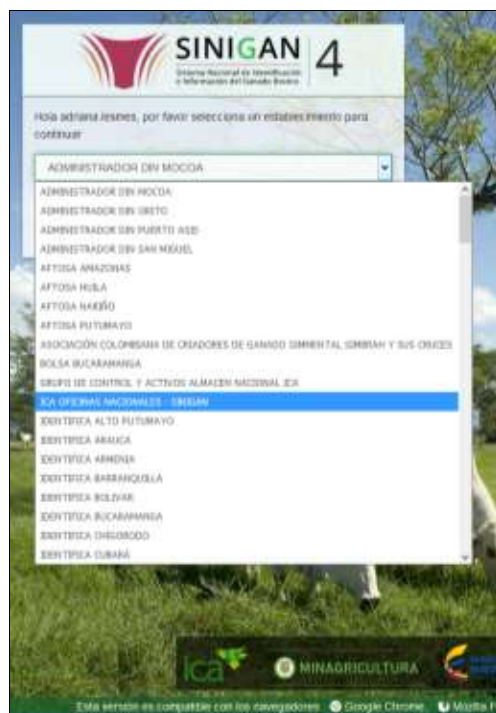 SINIGAN 4
Sistema Nacional de Identificación
e Información del Ganado Bovino
Hola adriana lesmes, por favor selecciona un establecimiento para
continuar
ADMINISTRADOR DIN MOCOA
ADMINISTRADOR DIN MOCOA
ADMINISTRADOR DIN ORITO
ADMINISTRADOR DIN PUERTO ASIS
ADMINISTRADOR DIN SAN MIGUEL
AFTOSA AMAZONAS
AFTOSA HUILA
AFTOSA NARIÑO
AFTOSA PUTUMAYO
ASOCIACIÓN COLOMBIANA DE CRIADORES DE GANADO SIMMENTAL SIMBRAH Y SUS CRUCES
BOLSA BUCARAMANGA
GRUPO DE CONTROL Y ACTIVOS ALMACEN NACIONAL ICA
ICA OFICINAS NACIONALES - SINIGAN
IDENTIFICA ALTO PUTUMAYO
IDENTIFICA ARAUCA
IDENTIFICA ARMENIA
IDENTIFICA BARRANQUILLA
IDENTIFICA BOLIVAR
IDENTIFICA BUCARAMANGA
IDENTIFICA CHIGORODO
IDENTIFICA CUBARÁ
ica
MINAGRICULTURA
Esta versión es compatible con los navegadores Google Chrome Mozilla